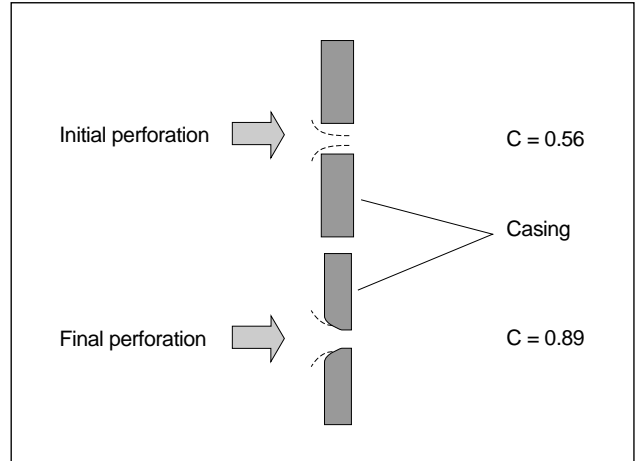 Initial perforation
C = 0.56
Casing
Final perforation
C = 0.89